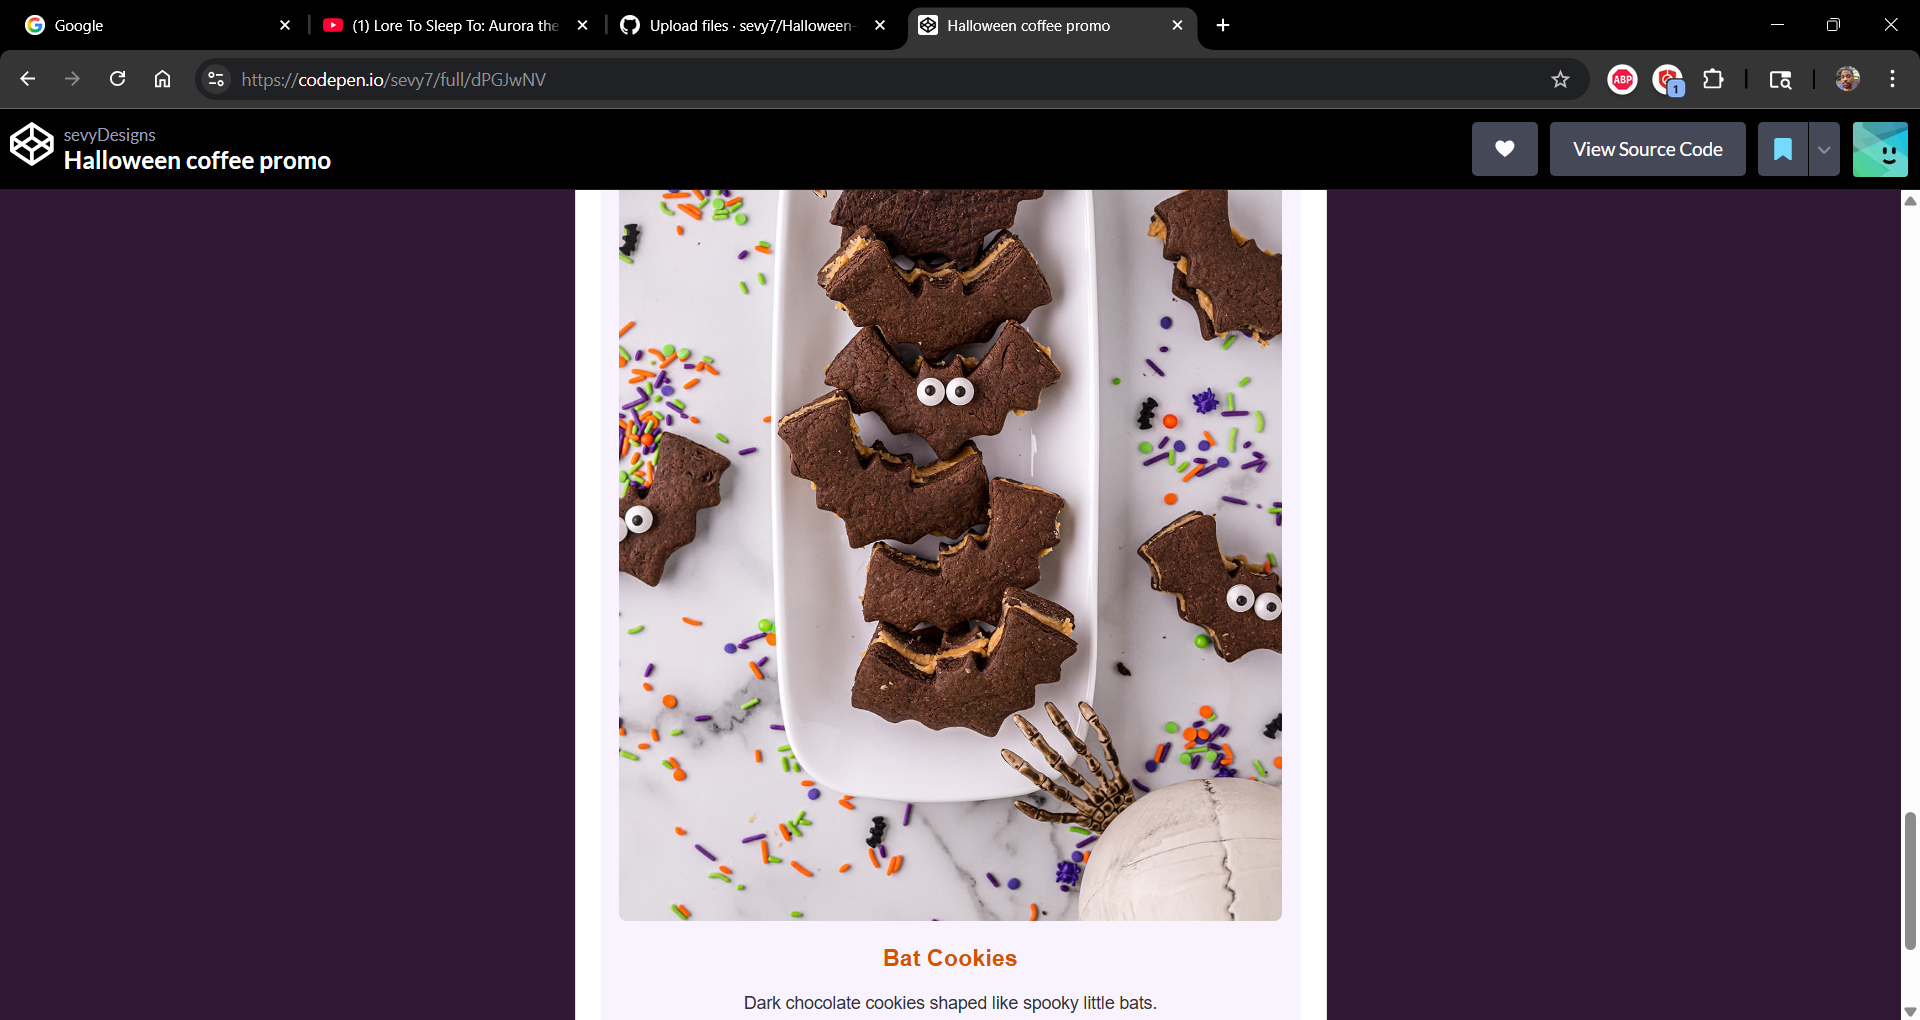 Google
(1) Lore To Sleep To: Aurora the
Upload files · sevy7/Halloween-
Halloween coffee promo
https://codepen.io/sevy7/full/dPGJwNV
ABP
1
sevyDesigns
Halloween coffee promo
View Source Code
Bat Cookies
Dark chocolate cookies shaped like spooky little bats.